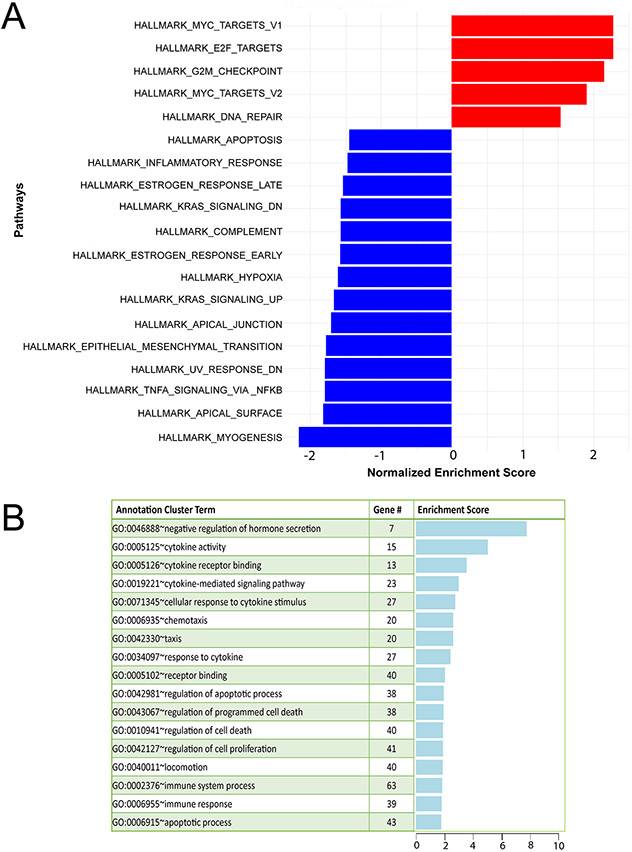 A
HALLMARK_MYC_TARGETS_V1
HALLMARK_E2F_TARGETS
HALLMARK_G2M_CHECKPOINT
HALLMARK_MYC_TARGETS_V2
HALLMARK_DNA_REPAIR
HALLMARK_APOPTOSIS
HALLMARK_INFLAMMATORY_RESPONSE
HALLMARK_ESTROGEN_RESPONSE_LATE
HALLMARK_KRAS_SIGNALING_DN
HALLMARK_COMPLEMENT
HALLMARK_ESTROGEN_RESPONSE_EARLY
HALLMARK_HYPOXIA
HALLMARK_KRAS_SIGNALING_UP
HALLMARK_APICAL_JUNCTION
HALLMARK_EPITHELIAL_MESENCHYMAL_TRANSITION
HALLMARK_UV_RESPONSE_DN
HALLMARK_TNFA_SIGNALING_VIA _NFKB
HALLMARK_APICAL_SURFACE
HALLMARK_MYOGENESIS
Pathways
-2 -1 0 1 2
Normalized Enrichment Score
B
Annotation Cluster Term Gene # Enrichment Score
GO:0046888~negative regulation of hormone secretion 7
GO:0005125~cytokine activity 15
GO:0005126~cytokine receptor binding 13
GO:0019221~cytokine-mediated signaling pathway 23
GO:0071345~cellular response to cytokine stimulus 27
GO:0006935~chemotaxis 20
GO:0042330~taxis 20
GO:0034097~response to cytokine 27
GO:0005102~receptor binding 40
GO:0042981~regulation of apoptotic process 38
GO:0043067~regulation of programmed cell death 38
GO:0010941~regulation of cell death 40
GO:0042127~regulation of cell proliferation 41
GO:0040011~locomotion 40
GO:0002376~immune system process 63
GO:0006955~immune response 39
GO:0006915~apoptotic process 43
0 2 4 6 8 10